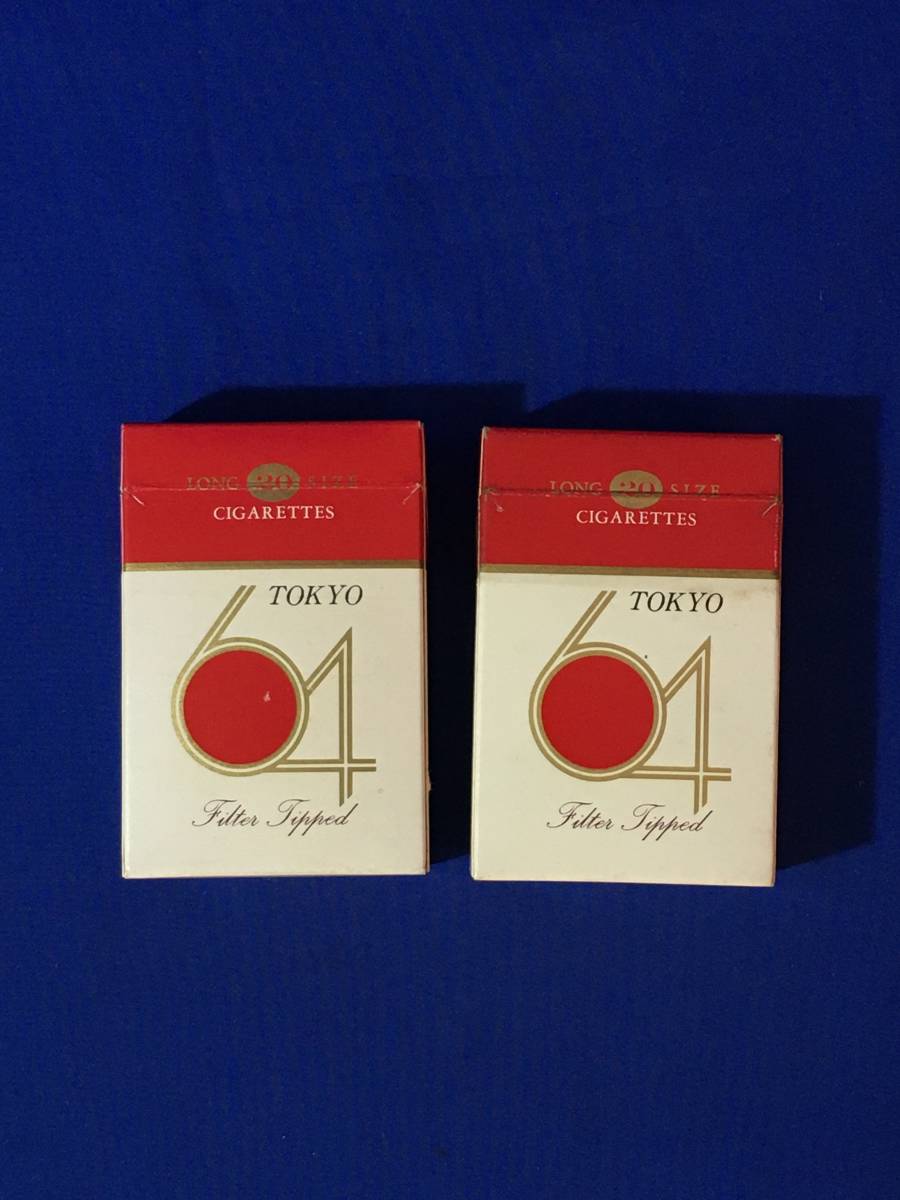 LONG 20 SIZE
CIGARETTES
TOKYO
64
Filter Tipped
LONG 20 SIZE
CIGARETTES
TOKYO
64
Filter Tipped